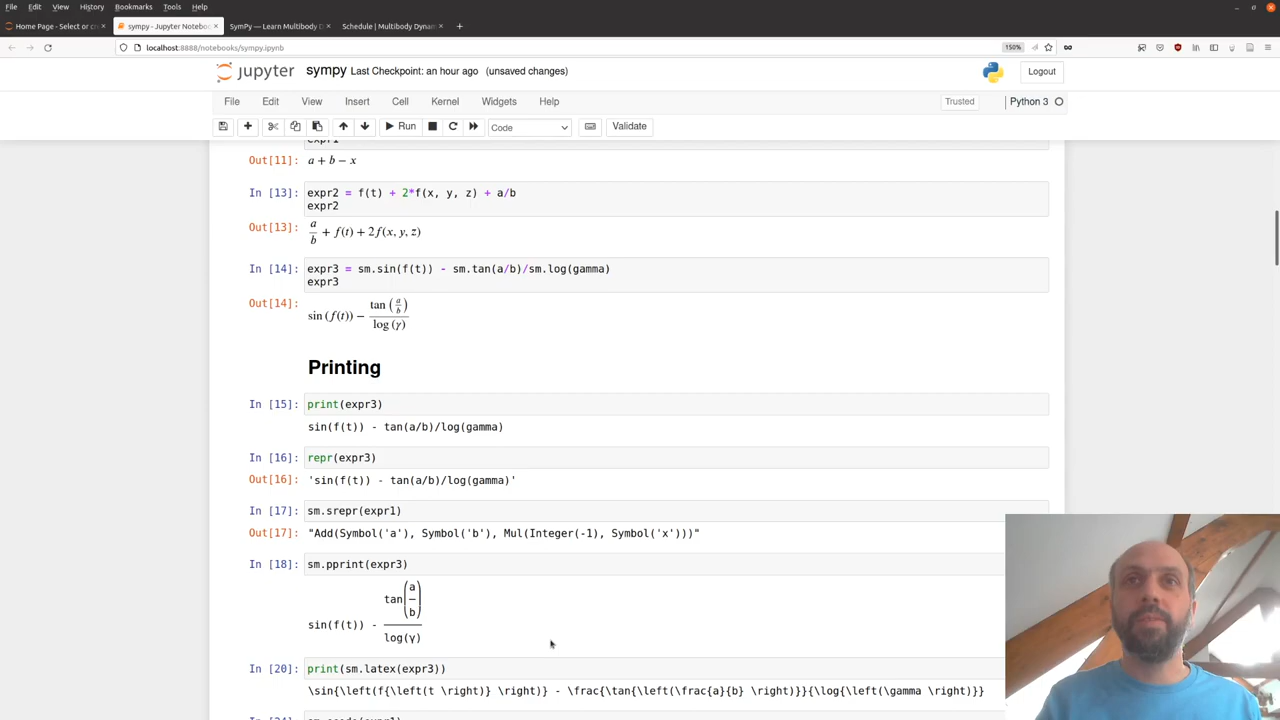 File Edit View History Bookmarks Tools Help
Home Page - Select or cr
sympy - Jupyter Notebo
SymPy — Learn Multibody D
Schedule | Multibody Dynam
localhost:8888/notebooks/sympy.ipynb
150%
jupyter sympy Last Checkpoint: an hour ago (unsaved changes)
Logout
File Edit View Insert Cell Kernel Widgets Help
Trusted
Python 3
Run
Code
Validate
Out[11]: a + b − x
In [13]: expr2 = f(t) + 2*f(x, y, z) + a/b
expr2
Out[13]: a/b + f(t) + 2f(x, y, z)
In [14]: expr3 = sm.sin(f(t)) - sm.tan(a/b)/sm.log(gamma)
expr3
Out[14]: sin (f(t)) − tan (a/b) / log (γ)
Printing
In [15]: print(expr3)
sin(f(t)) - tan(a/b)/log(gamma)
In [16]: repr(expr3)
Out[16]: 'sin(f(t)) - tan(a/b)/log(gamma)'
In [17]: sm.srepr(expr1)
Out[17]: "Add(Symbol('a'), Symbol('b'), Mul(Integer(-1), Symbol('x')))"
In [18]: sm.pprint(expr3)
sin(f(t)) - tan(a/b) / log(γ)
In [20]: print(sm.latex(expr3))
\sin{\left(f{\left(t \right)} \right)} - \frac{\tan{\left(\frac{a}{b} \right)}}{\log{\left(\gamma \right)}}